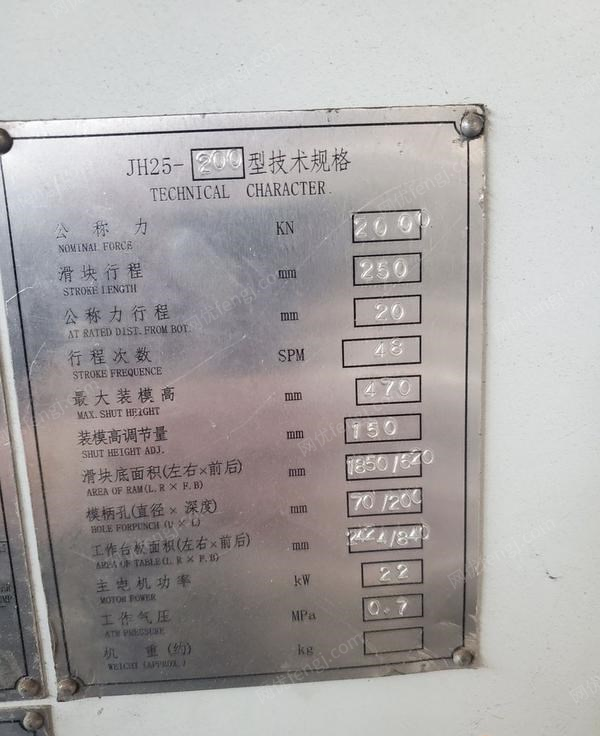 JH25-200型技术规格
TECHNICAL CHARACTER.
公称力 KN 2000
NOMINAL FORCE
滑块行程 mm 250
STROKE LENGTH
公称力行程 mm 20
AT RATED DIST. FROM BOT.
行程次数 SPM 48
STROKE FREQUENCE
最大装模高 mm 470
MAX. SHUT HEIGHT
装模高调节量 mm 150
SHUT HEIGHT ADJ.
滑块底面积(左右×前后) mm 1850/620
AREA OF RAM(L.R × F.B)
模柄孔(直径 × 深度) mm 70/200
HOLE FORPUNCH
工作台板面积(左右×前后) mm 2424/840
AREA OF TABLE(L.R × F.B)
主电机功率 kW 22
MOTOR POWER
工作气压 MPa 0.7
ATR PRESSURE
机 重(约) kg
WEIGHT (APPROX.)